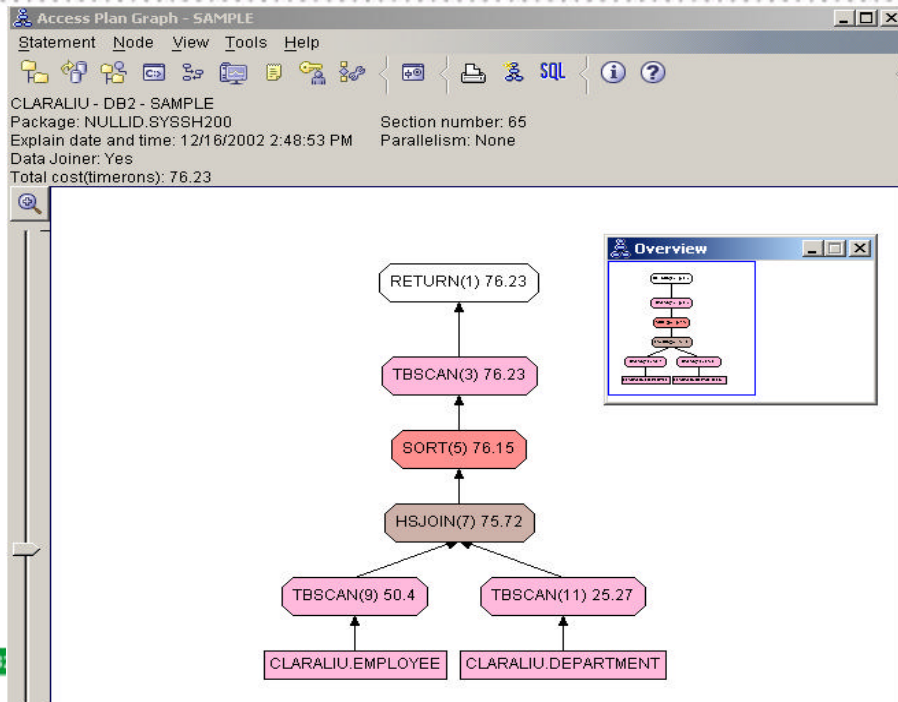 Access Plan Graph - SAMPLE
Statement Node View Tools Help
SQL
CLARALIU - DB2 - SAMPLE
Package: NULLID.SYSSH200 Section number: 65
Explain date and time: 12/16/2002 2:48:53 PM Parallelism: None
Data Joiner: Yes
Total cost(timerons): 76.23
Overview
RETURN(1) 76.23
TBSCAN(3) 76.23
SORT(5) 76.15
HSJOIN(7) 75.72
TBSCAN(9) 50.4 TBSCAN(11) 25.27
CLARALIU.EMPLOYEE CLARALIU.DEPARTMENT